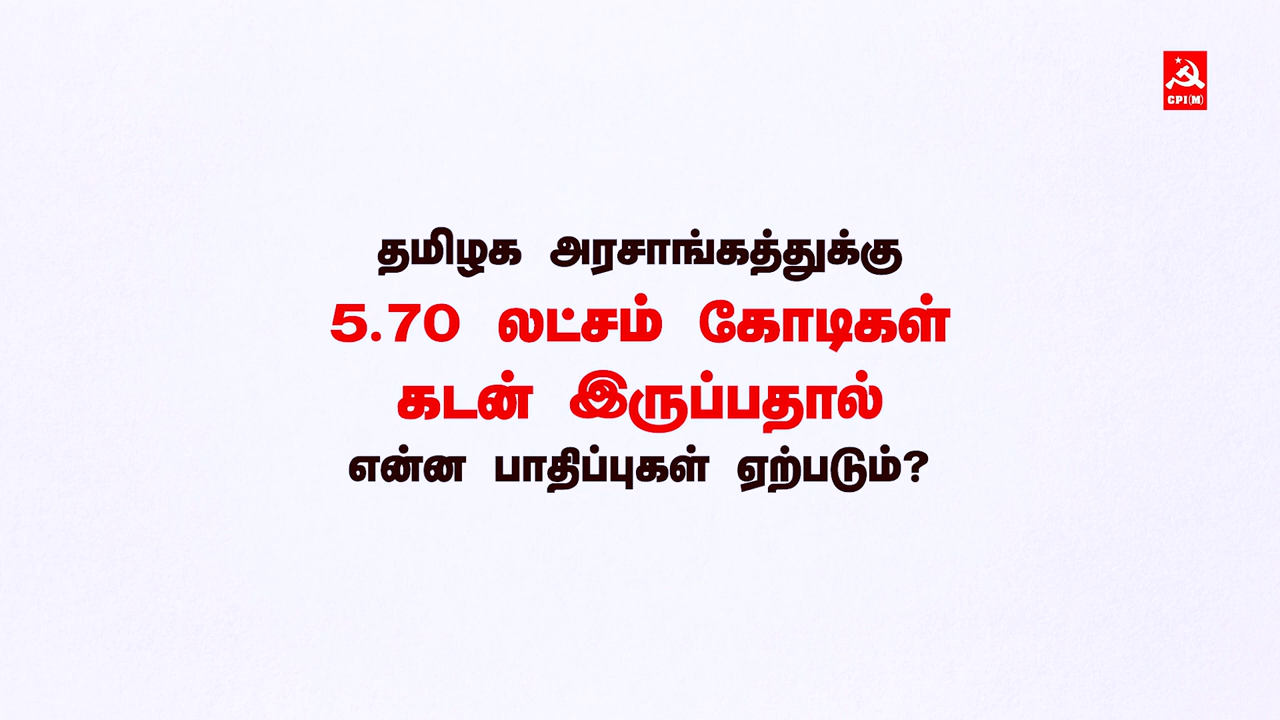 CPI(M)
தமிழக அரசாங்கத்துக்கு
5.70 லட்சம் கோடிகள்
கடன் இருப்பதால்
என்ன பாதிப்புகள் ஏற்படும்?